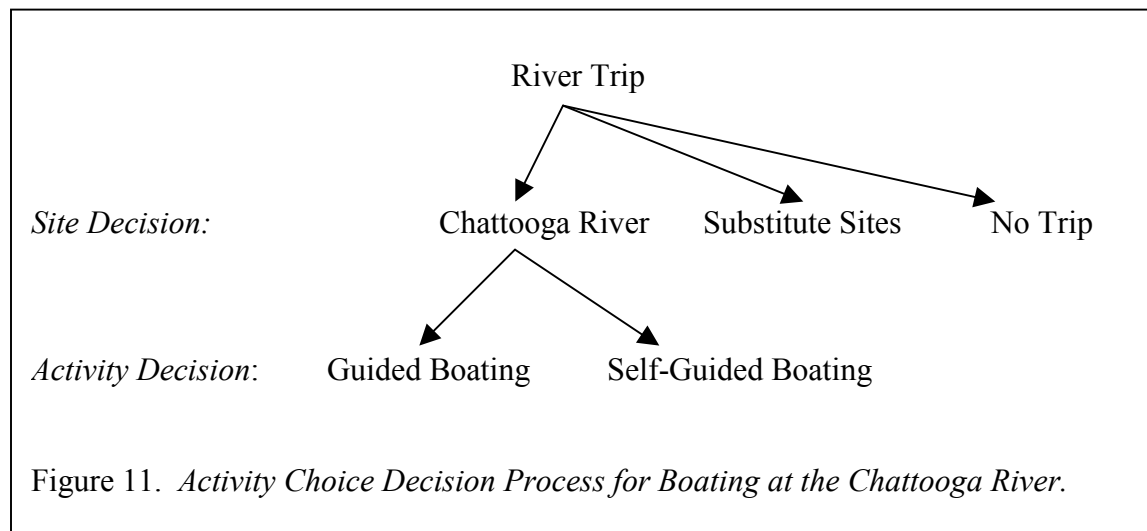 River Trip
Site Decision: Chattooga River Substitute Sites No Trip
Activity Decision: Guided Boating Self-Guided Boating
Figure 11. Activity Choice Decision Process for Boating at the Chattooga River.